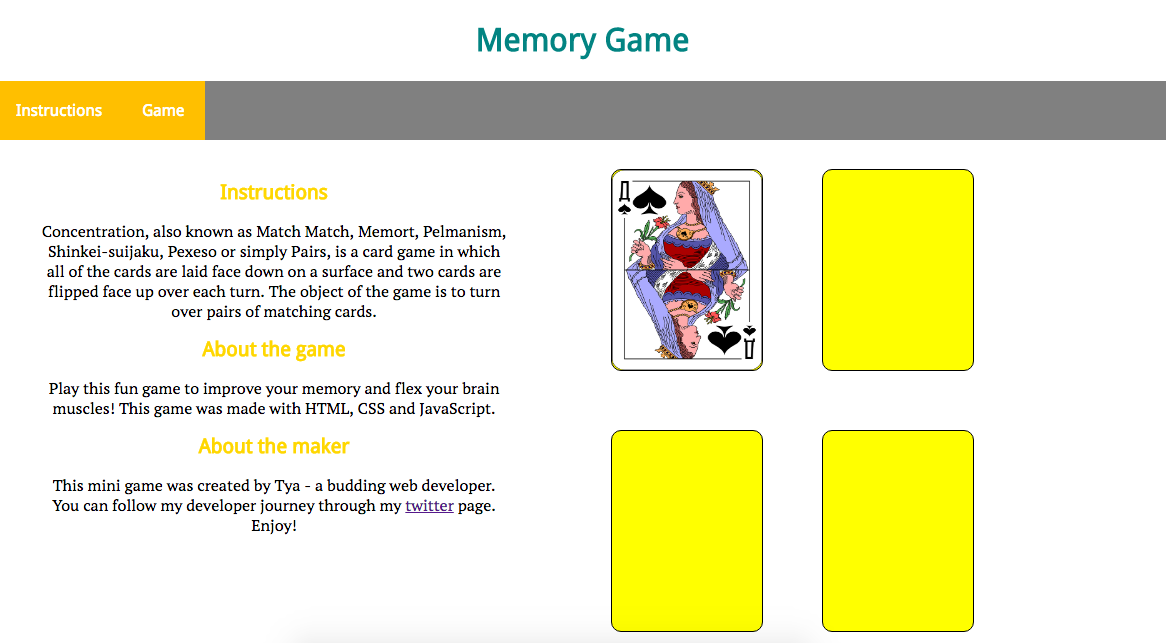 Memory Game
Instructions
Game
Instructions
Concentration, also known as Match Match, Memort, Pelmanism,
Shinkei-suijaku, Pexeso or simply Pairs, is a card game in which
all of the cards are laid face down on a surface and two cards are
flipped face up over each turn. The object of the game is to turn
over pairs of matching cards.
About the game
Play this fun game to improve your memory and flex your brain
muscles! This game was made with HTML, CSS and JavaScript.
About the maker
This mini game was created by Tya - a budding web developer.
You can follow my developer journey through my twitter page.
Enjoy!
Д
Д